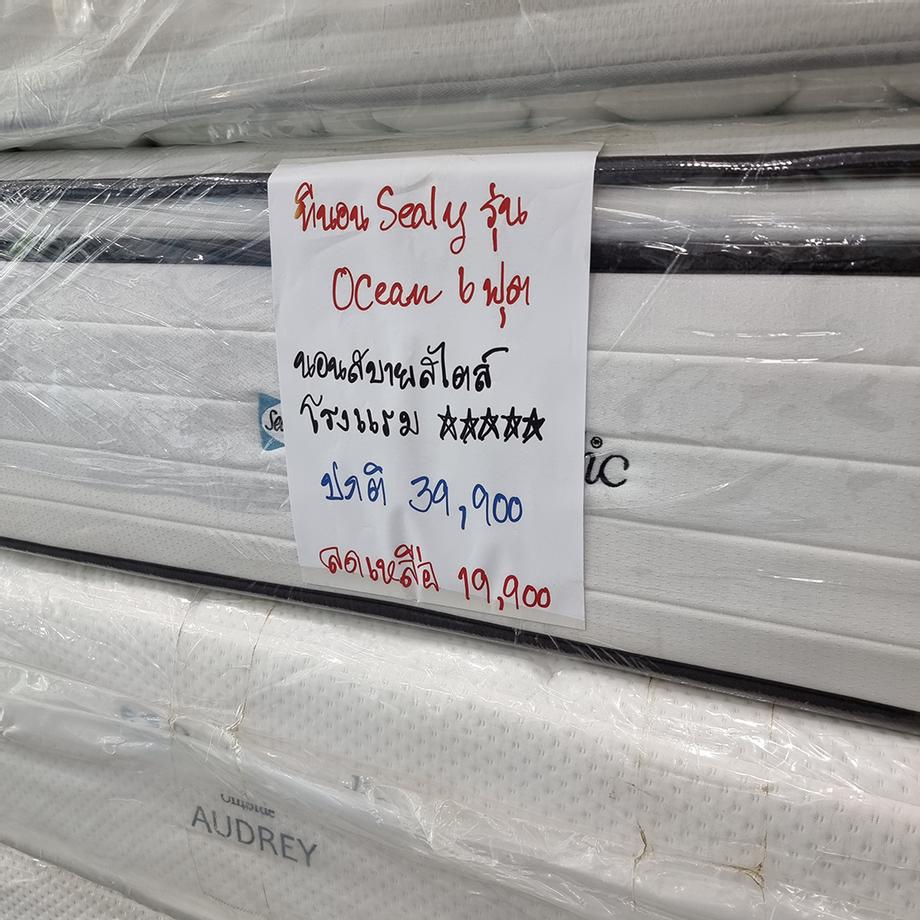 ที่นอน Sealy รุ่น
Ocean 6 ฟุต
นอนสบายสไตล์
โรงแรม ☆☆☆☆☆
ปกติ 39,900
ลดเหลือ 19,900
AUDREY